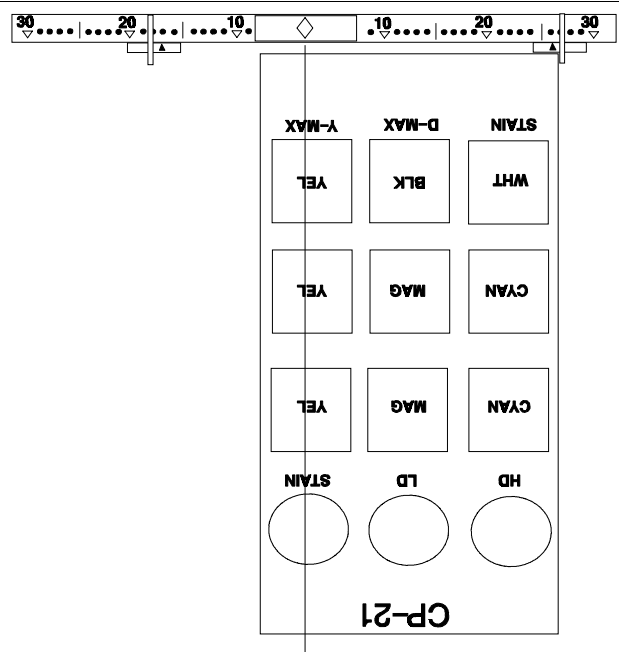 30 20 10 10 20 30
Y-MAX D-MAX STAIN
YEL BLK WHT
YEL MAG CYAN
YEL MAG CYAN
STAIN LD HD
CP-21